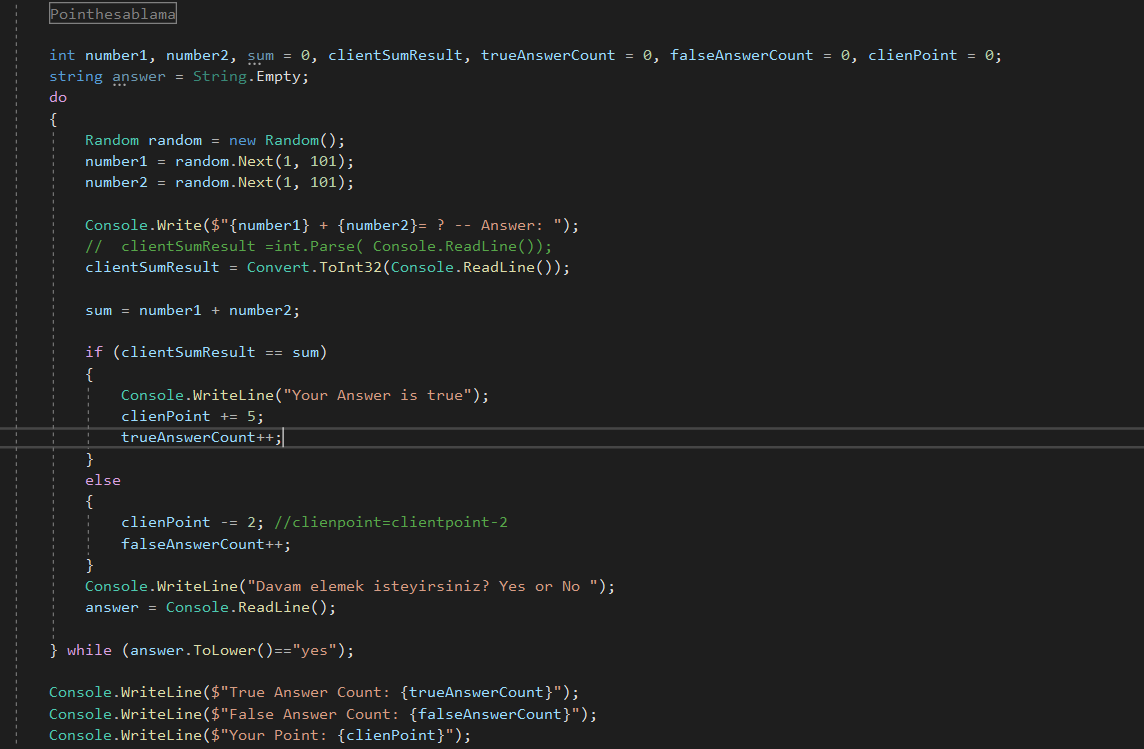 Pointhesablama
int number1, number2, sum = 0, clientSumResult, trueAnswerCount = 0, falseAnswerCount = 0, clienPoint = 0;
string answer = String.Empty;
do
{
Random random = new Random();
number1 = random.Next(1, 101);
number2 = random.Next(1, 101);
Console.Write($"{number1} + {number2}= ? -- Answer: ");
//  clientSumResult =int.Parse( Console.ReadLine());
clientSumResult = Convert.ToInt32(Console.ReadLine());
sum = number1 + number2;
if (clientSumResult == sum)
{
Console.WriteLine("Your Answer is true");
clienPoint += 5;
trueAnswerCount++;
}
else
{
clienPoint -= 2; //clienpoint=clientpoint-2
falseAnswerCount++;
}
Console.WriteLine("Davam elemek isteyirsiniz? Yes or No ");
answer = Console.ReadLine();
} while (answer.ToLower()=="yes");
Console.WriteLine($"True Answer Count: {trueAnswerCount}");
Console.WriteLine($"False Answer Count: {falseAnswerCount}");
Console.WriteLine($"Your Point: {clienPoint}");